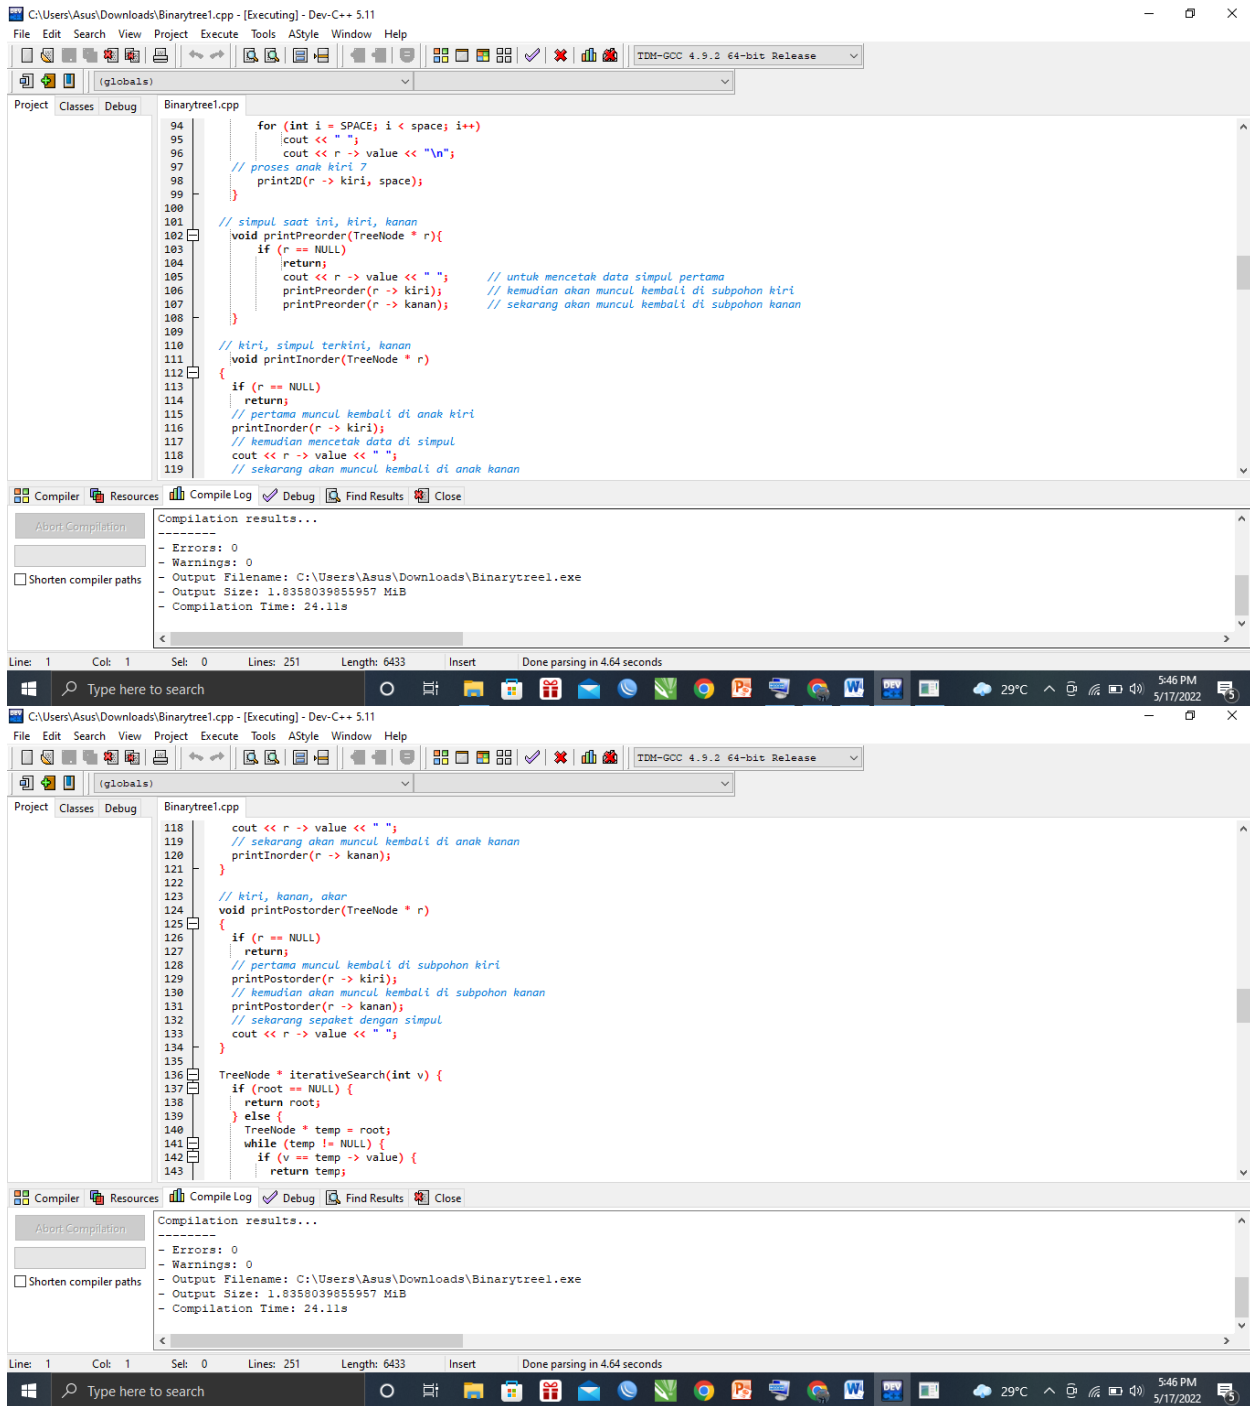 C:\Users\Asus\Downloads\Binarytree1.cpp - [Executing] - Dev-C++ 5.11
File Edit Search View Project Execute Tools AStyle Window Help
TDM-GCC 4.9.2 64-bit Release
(globals)
Project Classes Debug Binarytree1.cpp
94 for (int i = SPACE; i < space; i++)
95 cout << " ";
96 cout << r -> value << "\n";
97 // proses anak kiri 7
98 print2D(r -> kiri, space);
99 }
100
101 // simpul saat ini, kiri, kanan
102 void printPreorder(TreeNode * r){
103 if (r == NULL)
104 return;
105 cout << r -> value << " "; // untuk mencetak data simpul pertama
106 printPreorder(r -> kiri); // kemudian akan muncul kembali di subpohon kiri
107 printPreorder(r -> kanan); // sekarang akan muncul kembali di subpohon kanan
108 }
109
110 // kiri, simpul terkini, kanan
111 void printInorder(TreeNode * r)
112 {
113 if (r == NULL)
114 return;
115 // pertama muncul kembali di anak kiri
116 printInorder(r -> kiri);
117 // kemudian mencetak data di simpul
118 cout << r -> value << " ";
119 // sekarang akan muncul kembali di anak kanan
Compiler Resources Compile Log Debug Find Results Close
Abort Compilation
Shorten compiler paths
Compilation results...
--------
- Errors: 0
- Warnings: 0
- Output Filename: C:\Users\Asus\Downloads\Binarytree1.exe
- Output Size: 1.8358039855957 MiB
- Compilation Time: 24.11s
Line: 1 Col: 1 Sel: 0 Lines: 251 Length: 6433 Insert Done parsing in 4.64 seconds
Type here to search
29°C
5:46 PM
5/17/2022
5
C:\Users\Asus\Downloads\Binarytree1.cpp - [Executing] - Dev-C++ 5.11
File Edit Search View Project Execute Tools AStyle Window Help
TDM-GCC 4.9.2 64-bit Release
(globals)
Project Classes Debug Binarytree1.cpp
118 cout << r -> value << " ";
119 // sekarang akan muncul kembali di anak kanan
120 printInorder(r -> kanan);
121 }
122
123 // kiri, kanan, akar
124 void printPostorder(TreeNode * r)
125 {
126 if (r == NULL)
127 return;
128 // pertama muncul kembali di subpohon kiri
129 printPostorder(r -> kiri);
130 // kemudian akan muncul kembali di subpohon kanan
131 printPostorder(r -> kanan);
132 // sekarang sepaket dengan simpul
133 cout << r -> value << " ";
134 }
135
136 TreeNode * iterativeSearch(int v) {
137 if (root == NULL) {
138 return root;
139 } else {
140 TreeNode * temp = root;
141 while (temp != NULL) {
142 if (v == temp -> value) {
143 return temp;
Compiler Resources Compile Log Debug Find Results Close
Abort Compilation
Shorten compiler paths
Compilation results...
--------
- Errors: 0
- Warnings: 0
- Output Filename: C:\Users\Asus\Downloads\Binarytree1.exe
- Output Size: 1.8358039855957 MiB
- Compilation Time: 24.11s
Line: 1 Col: 1 Sel: 0 Lines: 251 Length: 6433 Insert Done parsing in 4.64 seconds
Type here to search
29°C
5:46 PM
5/17/2022
5